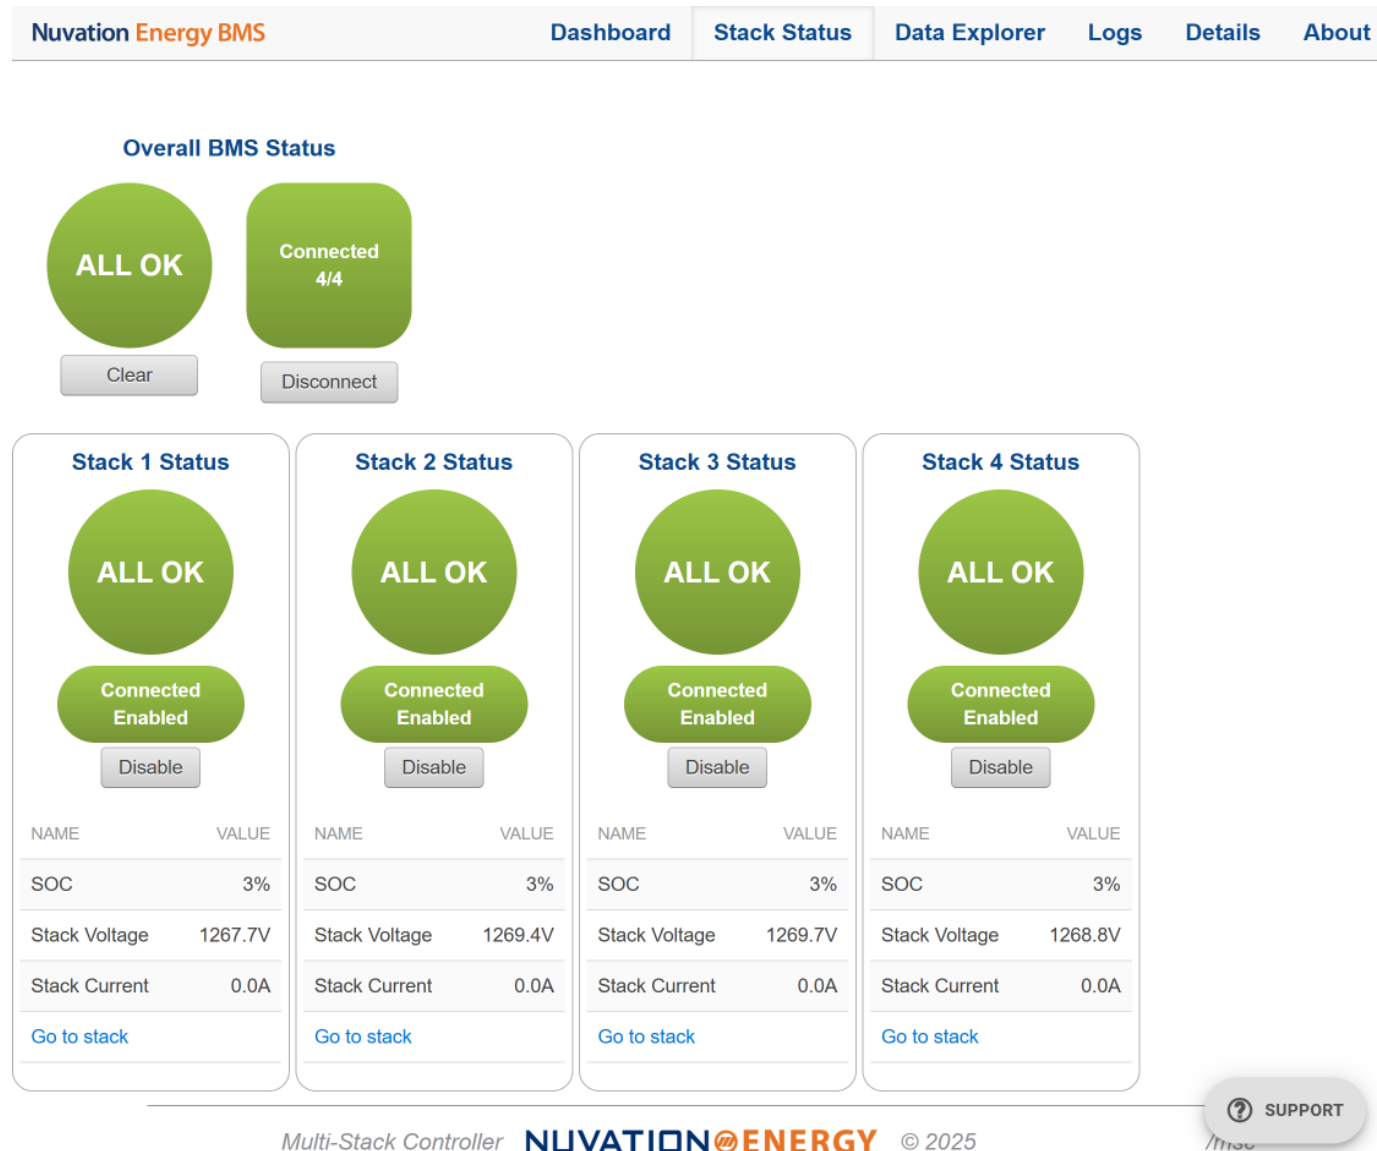 Nuvation Energy BMS Dashboard Stack Status Data Explorer Logs Details About
Overall BMS Status
ALL OK
Connected
4/4
Clear
Disconnect
Stack 1 Status
ALL OK
Connected
Enabled
Disable
NAME VALUE
SOC 3%
Stack Voltage 1267.7V
Stack Current 0.0A
Go to stack
Stack 2 Status
ALL OK
Connected
Enabled
Disable
NAME VALUE
SOC 3%
Stack Voltage 1269.4V
Stack Current 0.0A
Go to stack
Stack 3 Status
ALL OK
Connected
Enabled
Disable
NAME VALUE
SOC 3%
Stack Voltage 1269.7V
Stack Current 0.0A
Go to stack
Stack 4 Status
ALL OK
Connected
Enabled
Disable
NAME VALUE
SOC 3%
Stack Voltage 1268.8V
Stack Current 0.0A
Go to stack
SUPPORT
Multi-Stack Controller NUVATION ENERGY © 2025 /msc